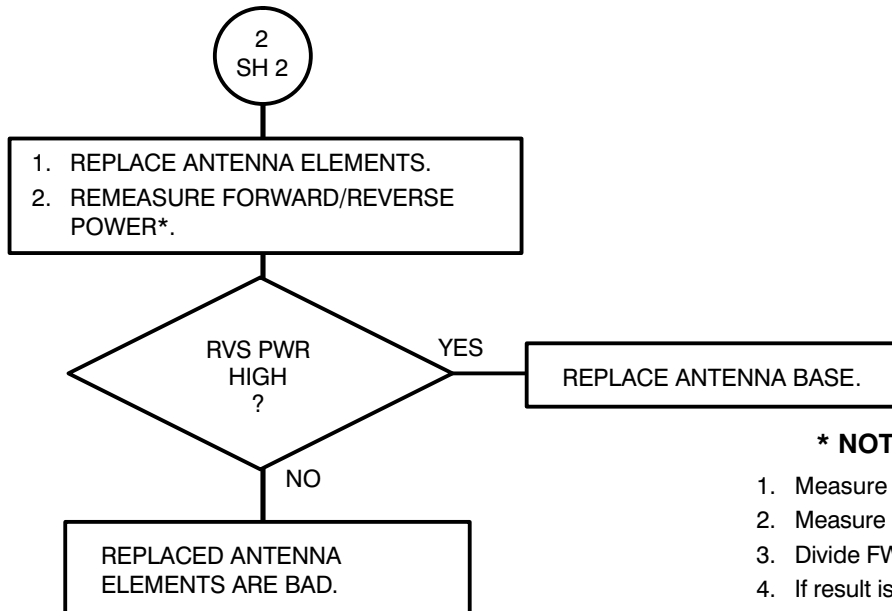 2
SH 2
1. REPLACE ANTENNA ELEMENTS.
2. REMEASURE FORWARD/REVERSE
POWER*.
RVS PWR
HIGH
?
YES
REPLACE ANTENNA BASE.
NO
REPLACED ANTENNA
ELEMENTS ARE BAD.
* NOT
1. Measure
2. Measure
3. Divide FW
4. If result is